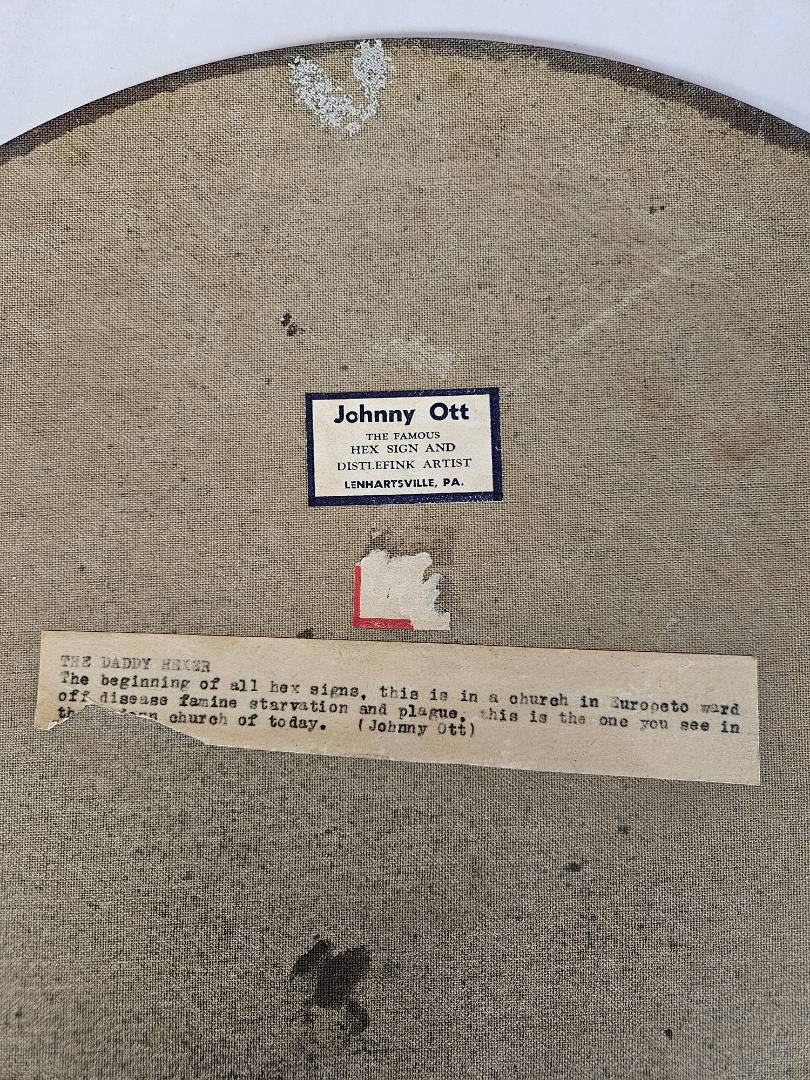 Johnny Ott
THE FAMOUS
HEX SIGN AND
DISTLEFINK ARTIST
LENHARTSVILLE, PA.
THE DADDY HEXER
The beginning of all hex signs, this is in a church in Europeto ward
off disease famine starvation and plague, this is the one you see in
church of today. (Johnny Ott)